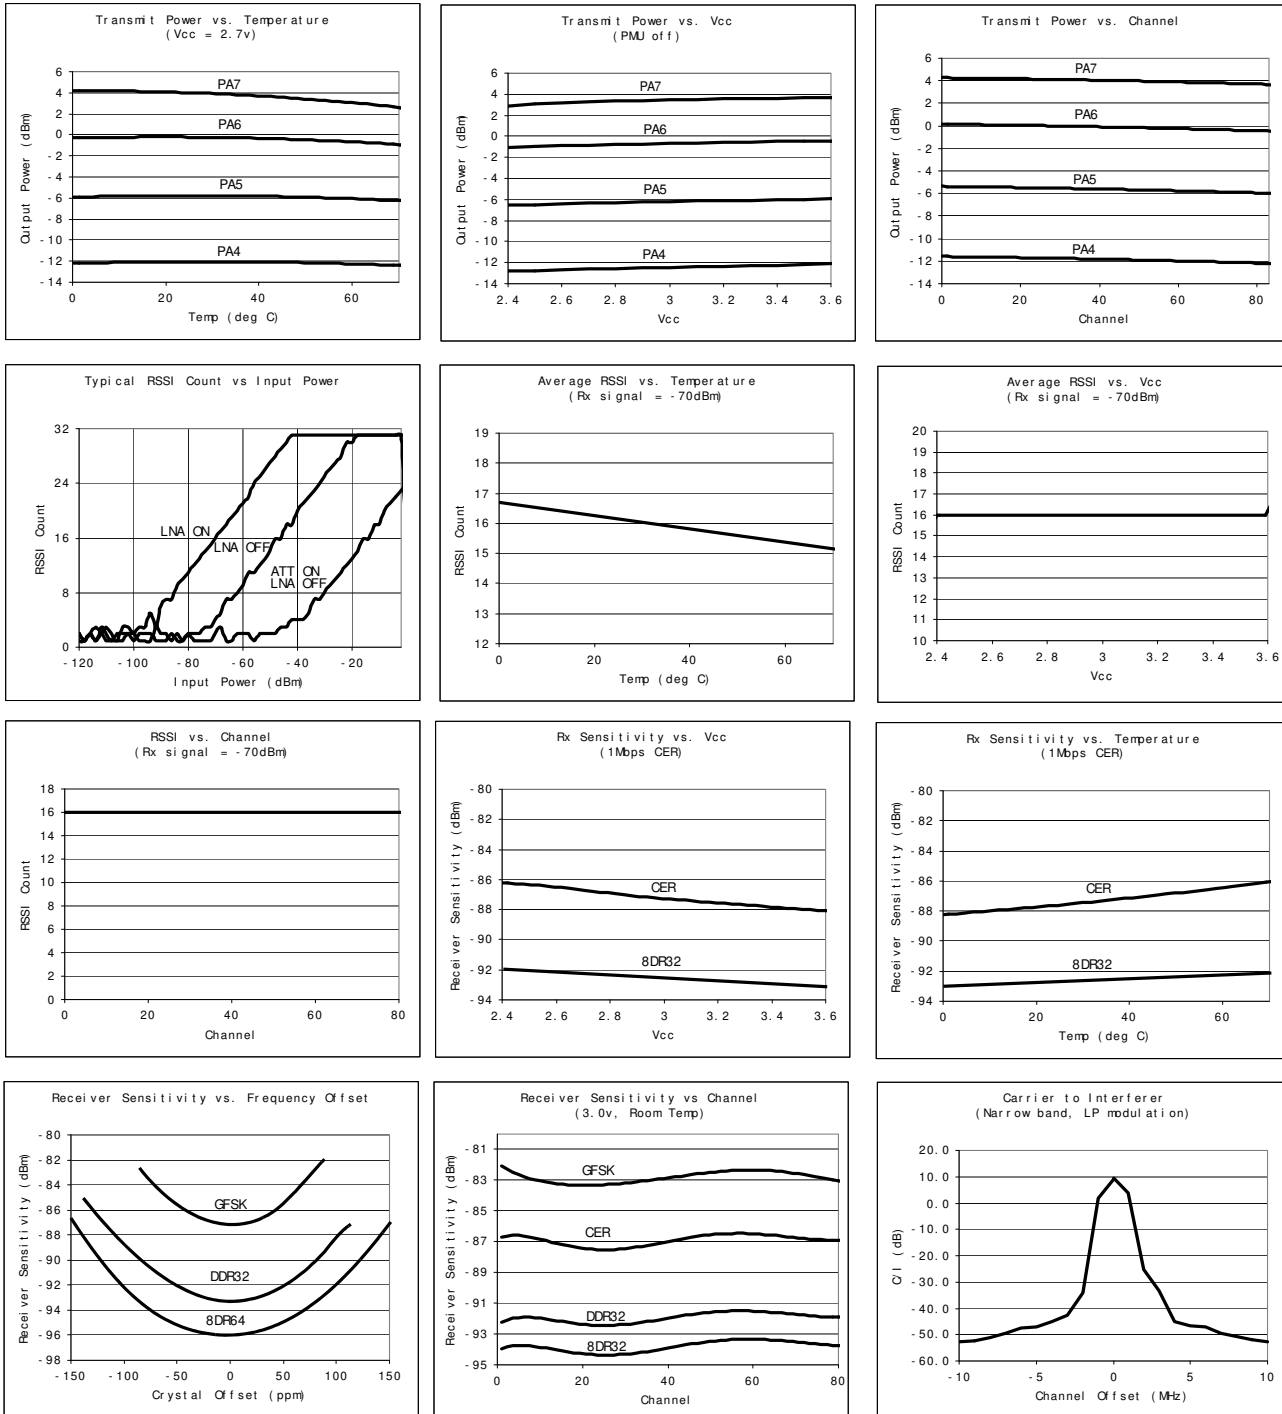 Transmit Power vs. Temperature
(Vcc = 2.7v)
Output Power (dBm)
6
4
2
0
-2
-4
-6
-8
-10
-12
-14
PA7
PA6
PA5
PA4
0 20 40 60
Temp (deg C)
Transmit Power vs. Vcc
(PMU off)
Output Power (dBm)
6
4
2
0
-2
-4
-6
-8
-10
-12
-14
PA7
PA6
PA5
PA4
2.4 2.6 2.8 3 3.2 3.4 3.6
Vcc
Transmit Power vs. Channel
Output Power (dBm)
6
4
2
0
-2
-4
-6
-8
-10
-12
-14
PA7
PA6
PA5
PA4
0 20 40 60 80
Channel
Typical RSSI Count vs Input Power
RSSI Count
32
24
16
8
0
LNA ON
LNA OFF
ATT ON
LNA OFF
-120 -100 -80 -60 -40 -20
Input Power (dBm)
Average RSSI vs. Temperature
(Rx signal = -70dBm)
RSSI Count
19
18
17
16
15
14
13
12
0 20 40 60
Temp (deg C)
Average RSSI vs. Vcc
(Rx signal = -70dBm)
RSSI Count
20
19
18
17
16
15
14
13
12
11
10
2.4 2.6 2.8 3 3.2 3.4 3.6
Vcc
RSSI vs. Channel
(Rx signal = -70dBm)
RSSI Count
18
16
14
12
10
8
6
4
2
0
0 20 40 60 80
Channel
Rx Sensitivity vs. Vcc
(1Mbps CER)
Receiver Sensitivity (dBm)
-80
-82
-84
-86
-88
-90
-92
-94
CER
8DR32
2.4 2.6 2.8 3 3.2 3.4 3.6
Vcc
Rx Sensitivity vs. Temperature
(1Mbps CER)
Receiver Sensitivity (dBm)
-80
-82
-84
-86
-88
-90
-92
-94
CER
8DR32
0 20 40 60
Temp (deg C)
Receiver Sensitivity vs. Frequency Offset
Receiver Sensitivity (dBm)
-80
-82
-84
-86
-88
-90
-92
-94
-96
-98
GFSK
DDR32
8DR64
-150 -100 -50 0 50 100 150
Crystal Offset (ppm)
Receiver Sensitivity vs Channel
(3.0v, Room Temp)
Receiver Sensitivity (dBm)
-81
-83
-85
-87
-89
-91
-93
-95
GFSK
CER
DDR32
8DR32
0 20 40 60 80
Channel
Carrier to Interferer
(Narrow band, LP modulation)
C/I (dB)
20.0
10.0
0.0
-10.0
-20.0
-30.0
-40.0
-50.0
-60.0
-10 -5 0 5 10
Channel Offset (MHz)